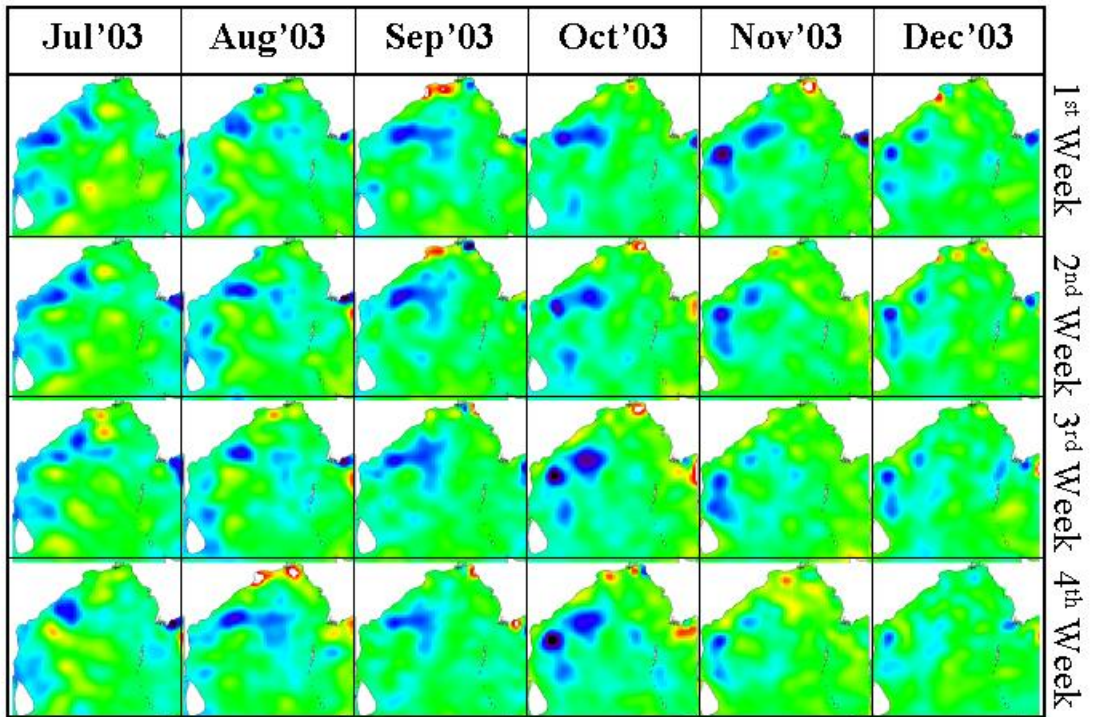 Jul’03 Aug’03 Sep’03 Oct’03 Nov’03 Dec’03
1st Week
2nd Week
3rd Week
4th Week